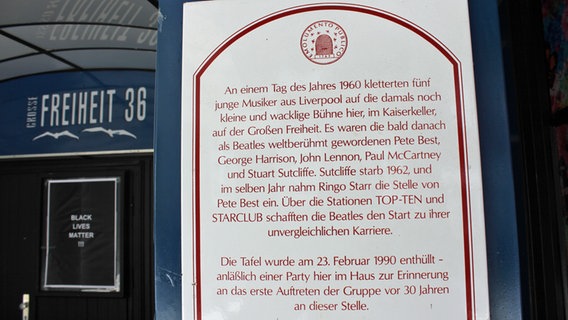 GROSSE
FREIHEIT 36
BLACK
LIVES
MATTER
!!!
EMOLUMENTO PUBLICO
An einem Tag des Jahres 1960 kletterten fünf
junge Musiker aus Liverpool auf die damals noch
kleine und wacklige Bühne hier, im Kaiserkeller,
auf der Großen Freiheit. Es waren die bald danach
als Beatles weltberühmt gewordenen Pete Best,
George Harrison, John Lennon, Paul McCartney
und Stuart Sutcliffe. Sutcliffe starb 1962, und
im selben Jahr nahm Ringo Starr die Stelle von
Pete Best ein. Über die Stationen TOP-TEN und
STARCLUB schafften die Beatles den Start zu ihrer
unvergleichlichen Karriere.
Die Tafel wurde am 23. Februar 1990 enthüllt -
anläßlich einer Party hier im Haus zur Erinnerung
an das erste Auftreten der Gruppe vor 30 Jahren
an dieser Stelle.